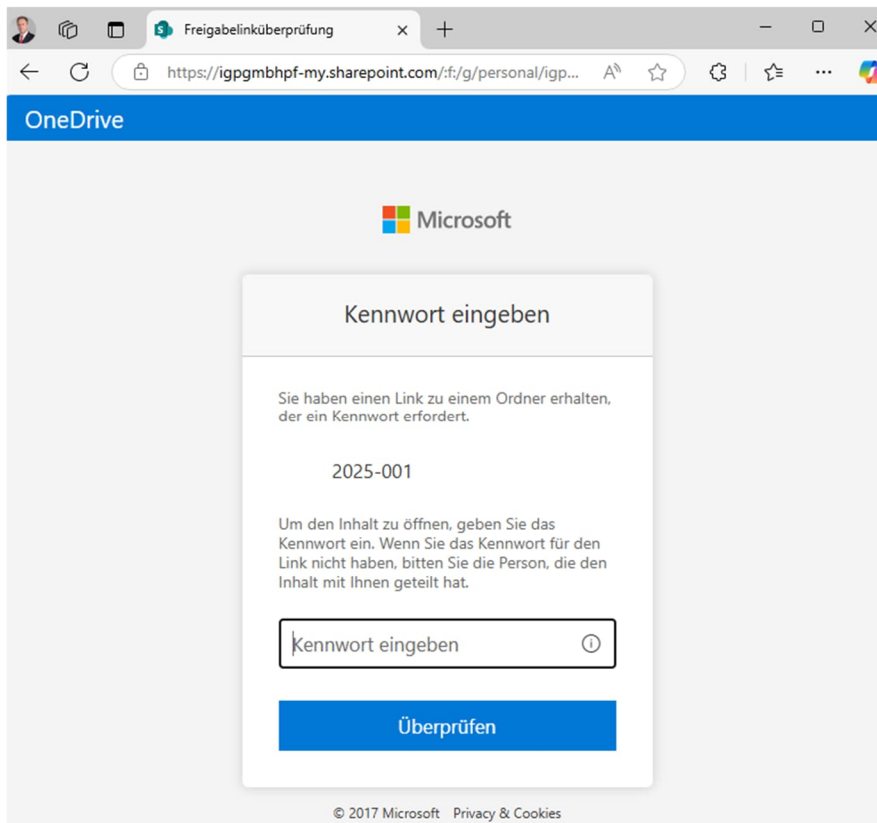 Freigabelinküberprüfung
https://igpgmbhpf-my.sharepoint.com/:f:/g/personal/igp...
OneDrive
Microsoft
Kennwort eingeben
Sie haben einen Link zu einem Ordner erhalten,
der ein Kennwort erfordert.
2025-001
Um den Inhalt zu öffnen, geben Sie das
Kennwort ein. Wenn Sie das Kennwort für den
Link nicht haben, bitten Sie die Person, die den
Inhalt mit Ihnen geteilt hat.
Kennwort eingeben
Überprüfen
© 2017 Microsoft Privacy & Cookies